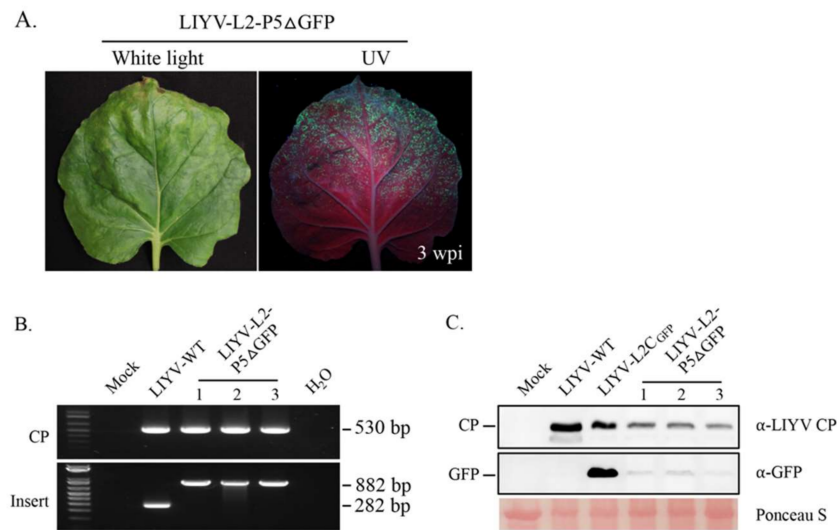 A.
LIYV-L2-P5ΔGFP
White light UV
3 wpi
B.
Mock
LIYV-WT
LIYV-L2-
P5ΔGFP
1 2 3
H₂O
CP
530 bp
Insert
882 bp
282 bp
C.
Mock
LIYV-WT
LIYV-L2C_GFP
LIYV-L2-
P5ΔGFP
1 2 3
CP
α-LIYV CP
GFP
α-GFP
Ponceau S